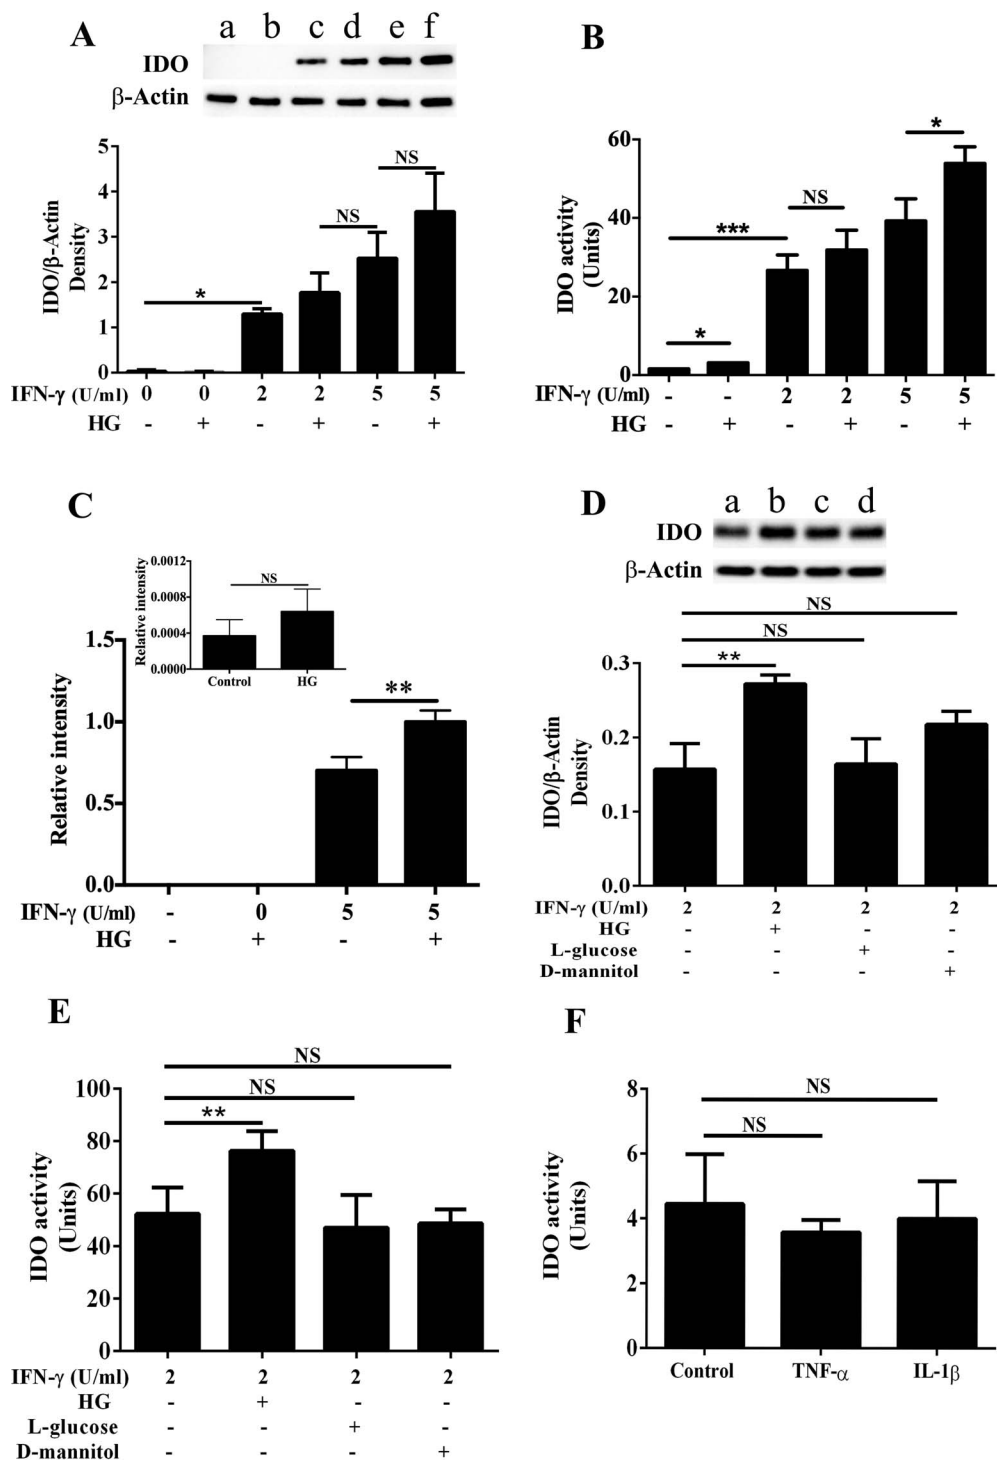 A
a b c d e f
IDO
β-Actin
IDO/β-Actin
Density
5
4
3
2
1
0
*
NS
NS
IFN-γ (U/ml) 0 0 2 2 5 5
HG - + - + - +
B
IDO activity
(Units)
60
40
20
0
*
***
NS
*
IFN-γ (U/ml) - - 2 2 5 5
HG - + - + - +
C
Relative intensity
0.0012
0.0008
0.0004
0.0000
NS
Control HG
Relative intensity
1.5
1.0
0.5
0.0
**
IFN-γ (U/ml) - 0 5 5
HG - + - +
D
a b c d
IDO
β-Actin
NS
NS
**
IDO/β-Actin
Density
0.3
0.2
0.1
0.0
IFN-γ (U/ml) 2 2 2 2
HG - + - -
L-glucose - - + -
D-mannitol - - - +
E
NS
NS
**
IDO activity
(Units)
100
80
60
40
20
0
IFN-γ (U/ml) 2 2 2 2
HG - + - -
L-glucose - - + -
D-mannitol - - - +
F
NS
NS
IDO activity
(Units)
8
6
4
2
0
Control TNF-α IL-1β